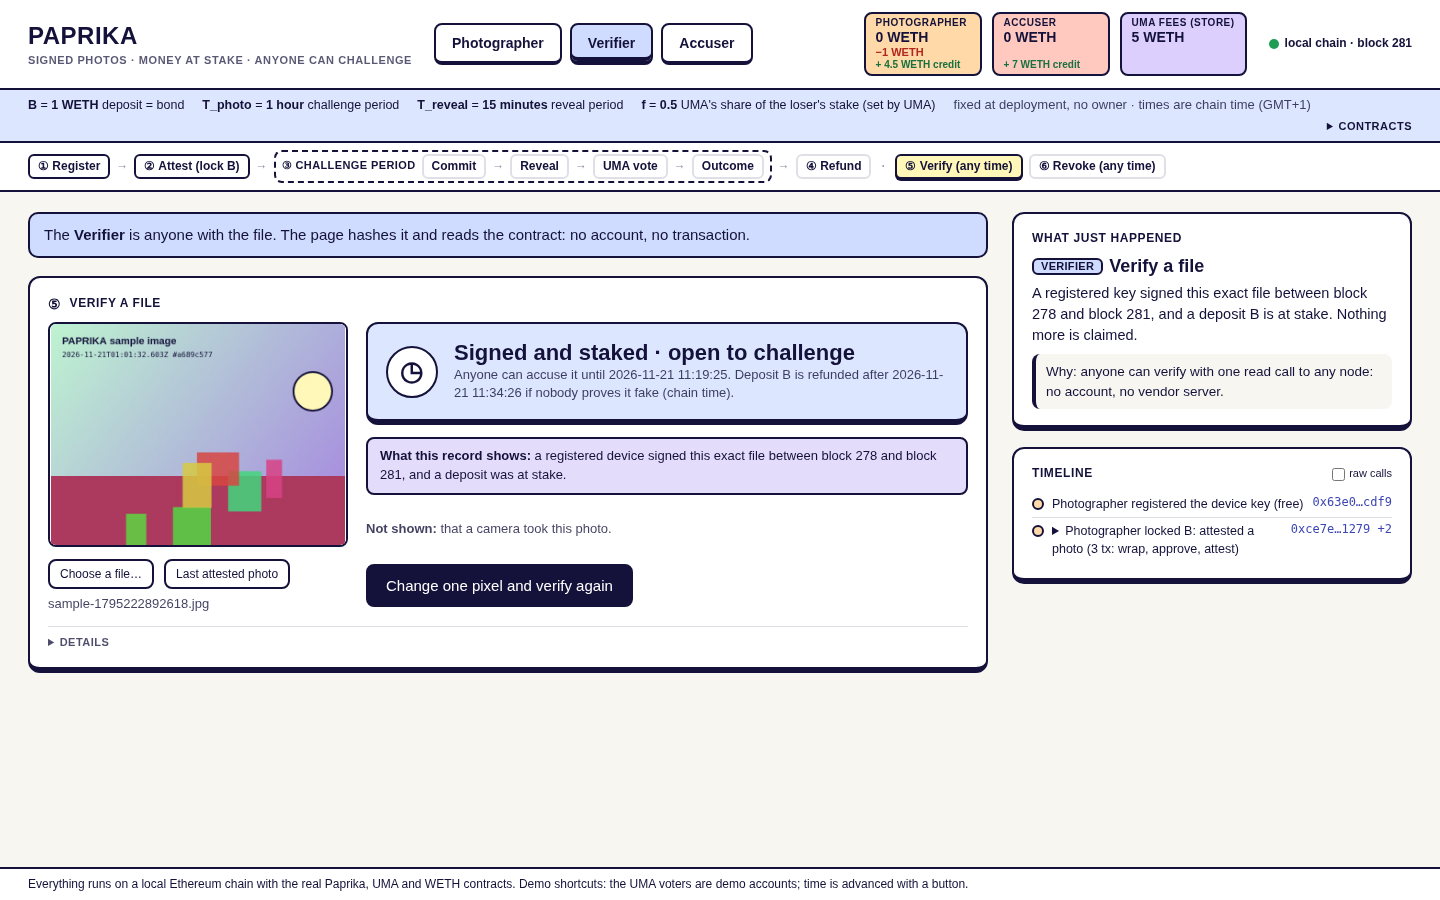 PAPRIKA
SIGNED PHOTOS · MONEY AT STAKE · ANYONE CAN CHALLENGE
Photographer
Verifier
Accuser
PHOTOGRAPHER
0 WETH
−1 WETH
+ 4.5 WETH credit
ACCUSER
0 WETH
+ 7 WETH credit
UMA FEES (STORE)
5 WETH
local chain · block 281
B = 1 WETH deposit = bond T_photo = 1 hour challenge period T_reveal = 15 minutes reveal period f = 0.5 UMA's share of the loser's stake (set by UMA) fixed at deployment, no owner · times are chain time (GMT+1)
▶ CONTRACTS
① Register → ② Attest (lock B) → ③ CHALLENGE PERIOD Commit → Reveal → UMA vote → Outcome → ④ Refund · ⑤ Verify (any time) ⑥ Revoke (any time)
The Verifier is anyone with the file. The page hashes it and reads the contract: no account, no transaction.
⑤ VERIFY A FILE
PAPRIKA sample image
2026-11-21T01:01:32.603Z #a689c577
Choose a file…
Last attested photo
sample-1795222892618.jpg
Signed and staked · open to challenge
Anyone can accuse it until 2026-11-21 11:19:25. Deposit B is refunded after 2026-11-
21 11:34:26 if nobody proves it fake (chain time).
What this record shows: a registered device signed this exact file between block 278 and block
281, and a deposit was at stake.
Not shown: that a camera took this photo.
Change one pixel and verify again
▶ DETAILS
WHAT JUST HAPPENED
VERIFIER Verify a file
A registered key signed this exact file between block
278 and block 281, and a deposit B is at stake. Nothing
more is claimed.
Why: anyone can verify with one read call to any node:
no account, no vendor server.
TIMELINE
raw calls
Photographer registered the device key (free) 0x63e0…cdf9
▶ Photographer locked B: attested a 0xce7e…1279 +2
photo (3 tx: wrap, approve, attest)
Everything runs on a local Ethereum chain with the real Paprika, UMA and WETH contracts. Demo shortcuts: the UMA voters are demo accounts; time is advanced with a button.